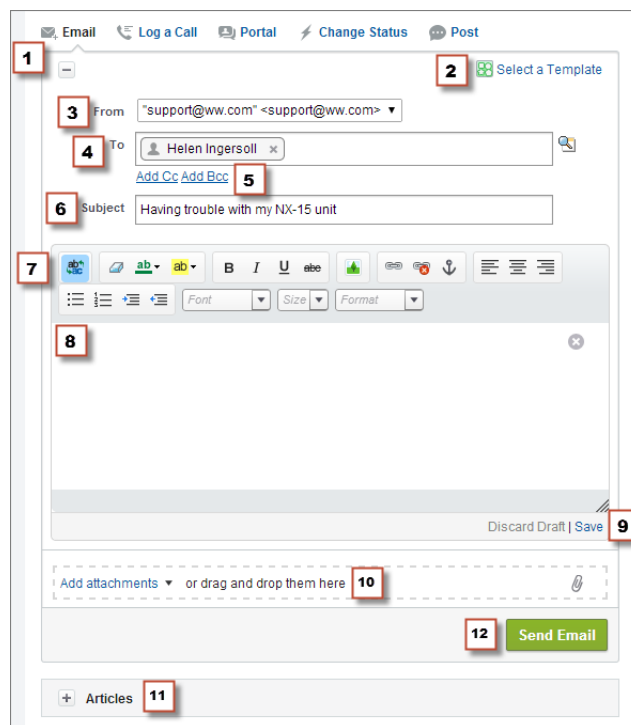 Email Log a Call Portal Change Status Post
1
2 Select a Template
3 From "support@ww.com" <support@ww.com>
4 To Helen Ingersoll
Add Cc Add Bcc 5
6 Subject Having trouble with my NX-15 unit
7 ab ab B I U abc
Font Size Format
8
Discard Draft | Save 9
Add attachments or drag and drop them here 10
12 Send Email
Articles 11